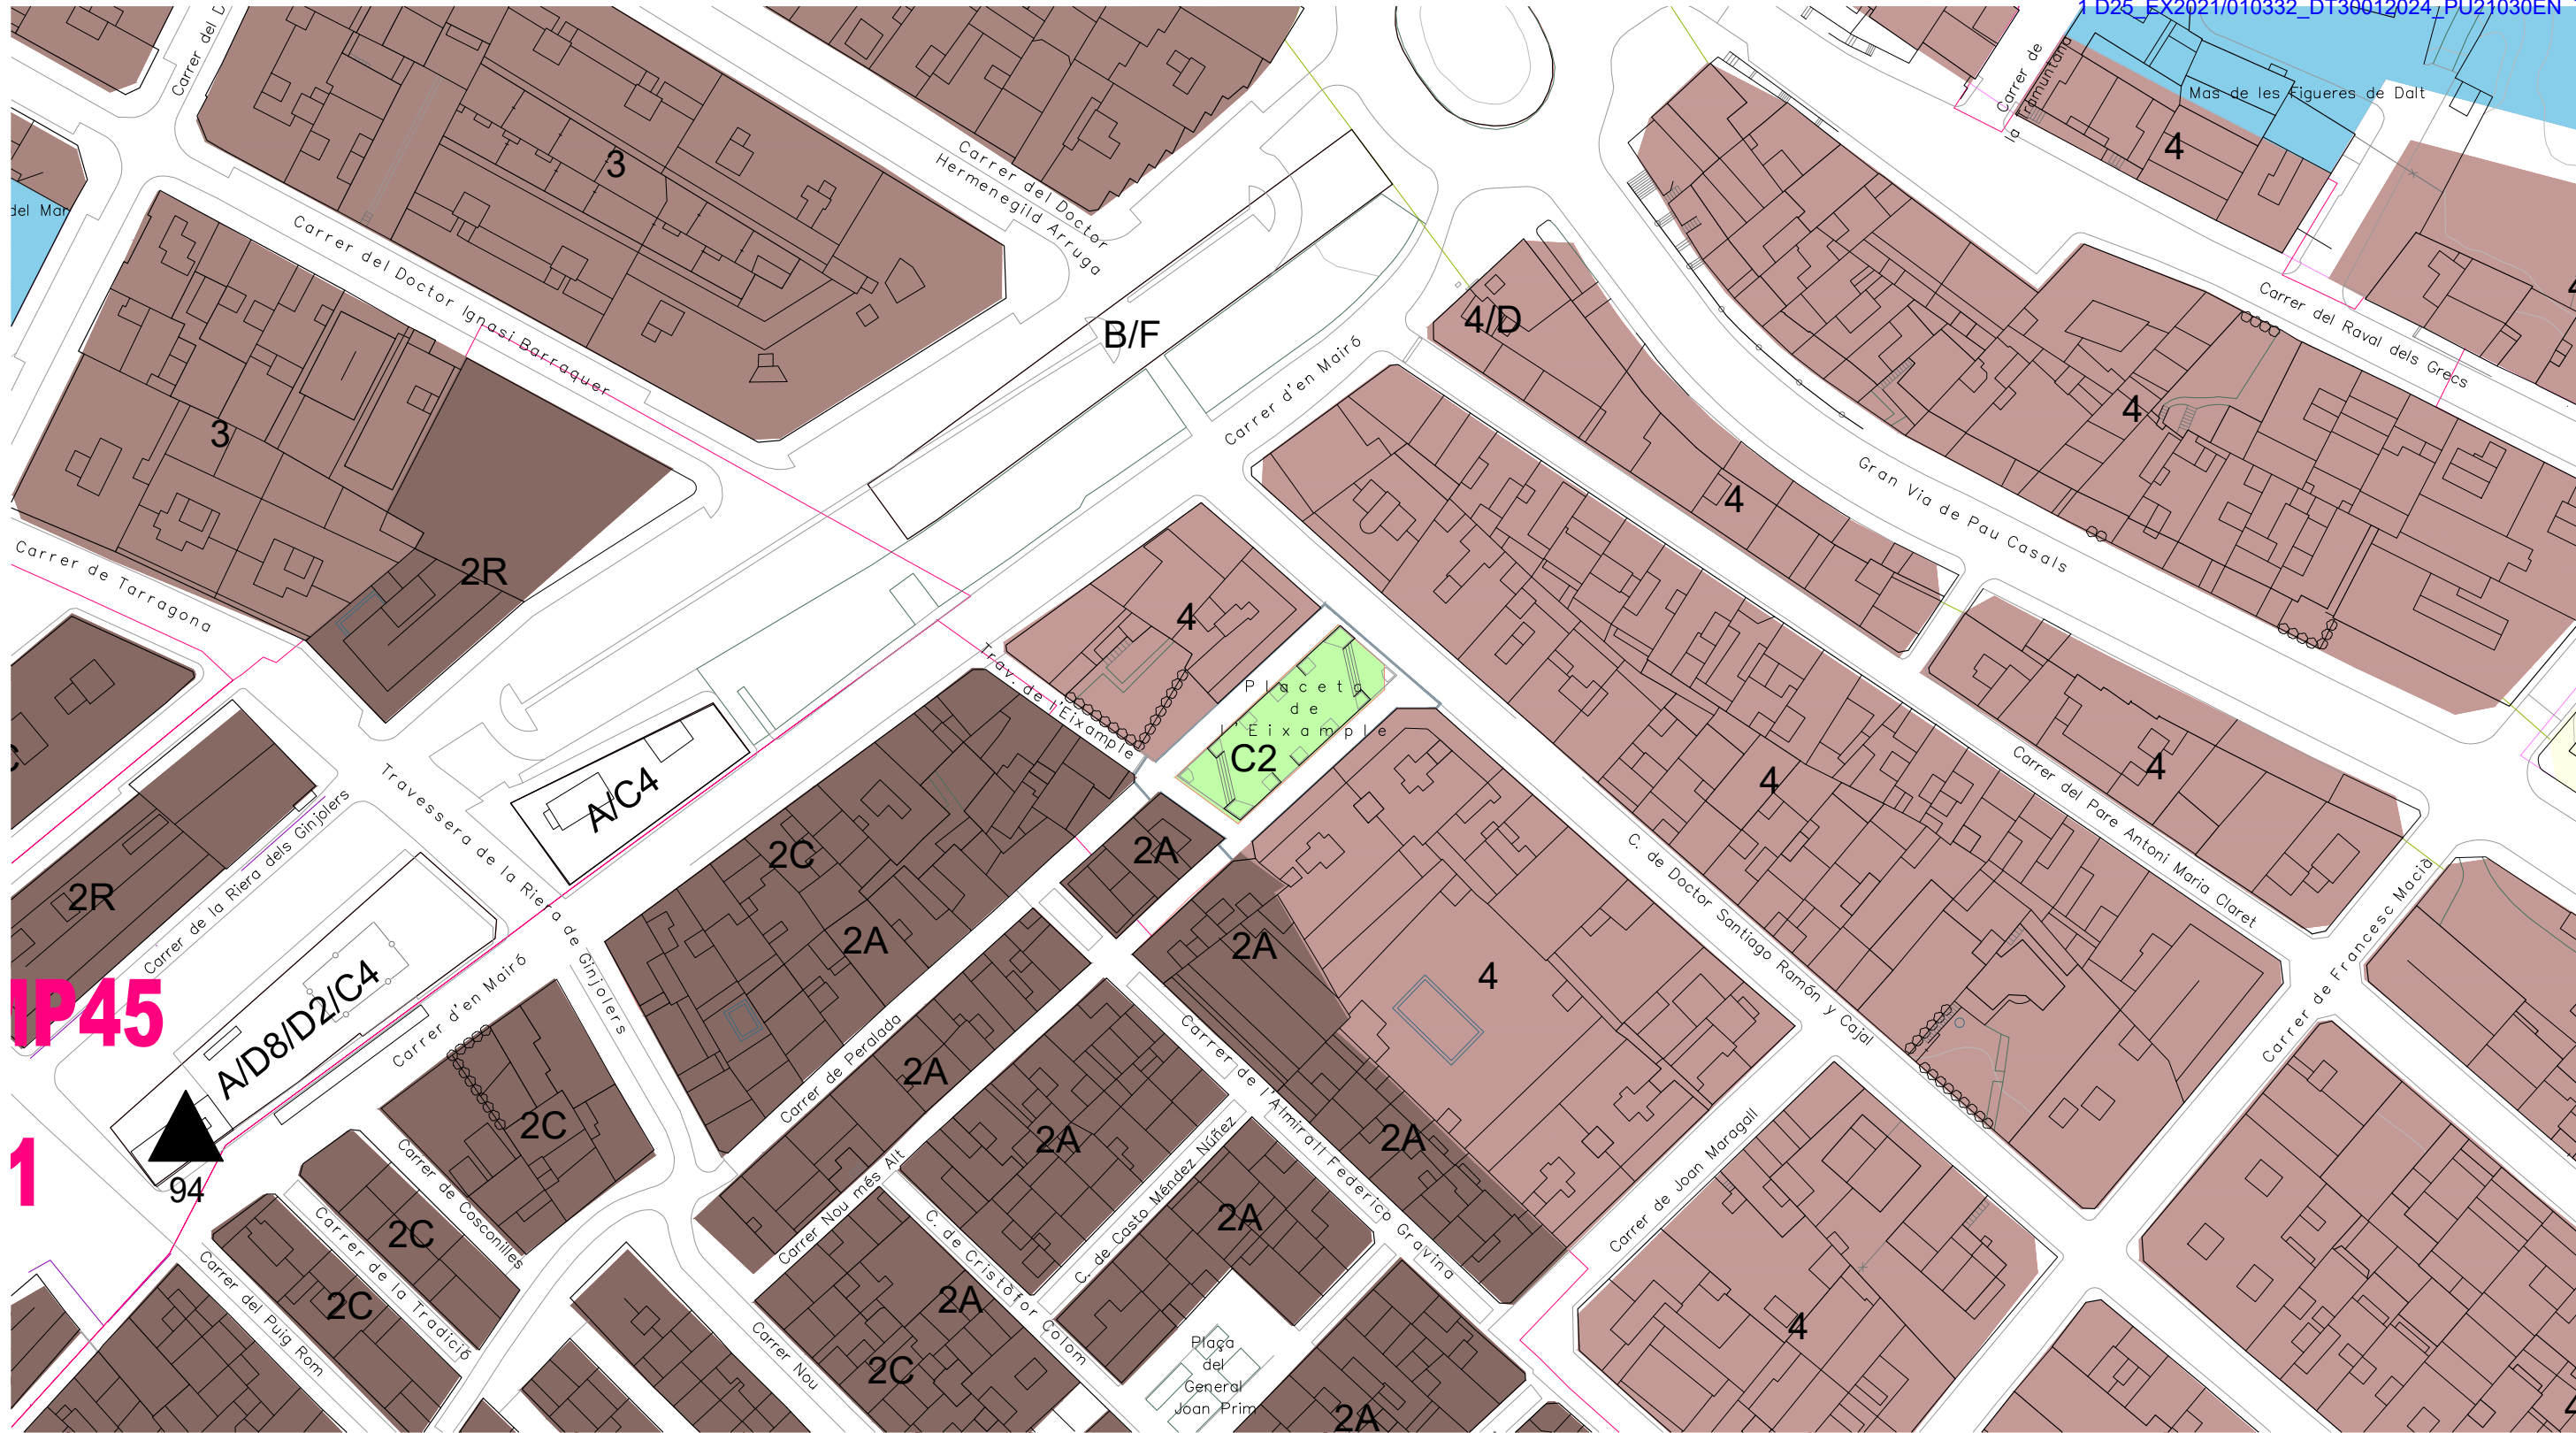 1 D25_EX2021/010332_DT30012024_PU21030EN
Carrer del D
Carrer de
la Tramuntana
Mas de les Figueres de Dalt
4
3
Carrer del Doctor
Hermenegild Arruga
del Mar
Carrer del Doctor Ignasi Barraquer
B/F
4/D
Carrer d'en Mairó
Carrer del Raval dels Grecs
4
3
4
Gran Via de Pau Casals
2R
Carrer de Tarragona
4
Trav. de l'Eixample
Placeta
de
l'Eixample
C2
4
4
Carrer del Pare Antoni Maria Claret
A/C4
Travessera de la Riera de Ginjolers
2C
2A
2R
Carrer de la Riera dels Ginjolers
C. de Doctor Santiago Ramón y Cajal
Carrer de Francesc Macià
2A
2A
4
IP45
A/D8/D2/C4
Carrer d'en Mairó
Carrer de Peralada
2A
2C
2A
Carrer de l'Almirall Federico Gravina
2A
Carrer de Joan Maragall
1
94
Carrer de Cosconilles
2C
Carrer Nou més Alt
C. de Casto Méndez Núñez
2A
2C
Carrer de la Tradició
Carrer del Puig Rom
C. de Cristòfor Colom
2A
4
Carrer Nou
2C
Plaça
del
General
Joan Prim
2A